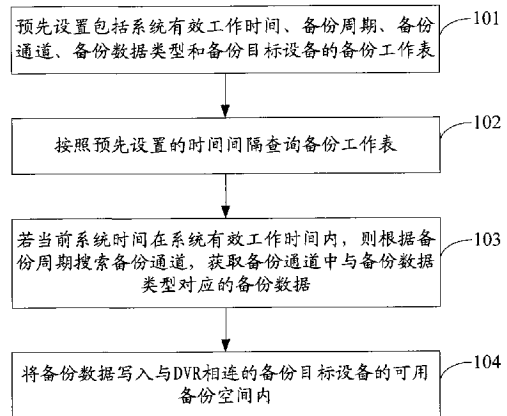 预先设置包括系统有效工作时间、备份周期、备份
通道、备份数据类型和备份目标设备的备份工作表
101
按照预先设置的时间间隔查询备份工作表
102
若当前系统时间在系统有效工作时间内，则根据备
份周期搜索备份通道，获取备份通道中与备份数据
类型对应的备份数据
103
将备份数据写入与DVR相连的备份目标设备的可用
备份空间内
104